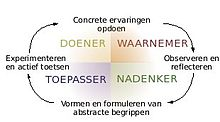 Concrete ervaringen
opdoen
DOENER WAARNEMER
Experimenteren
en actief toetsen
Observeren en
reflecteren
TOEPASSER NADENKER
Vormen en formuleren van
abstracte begrippen